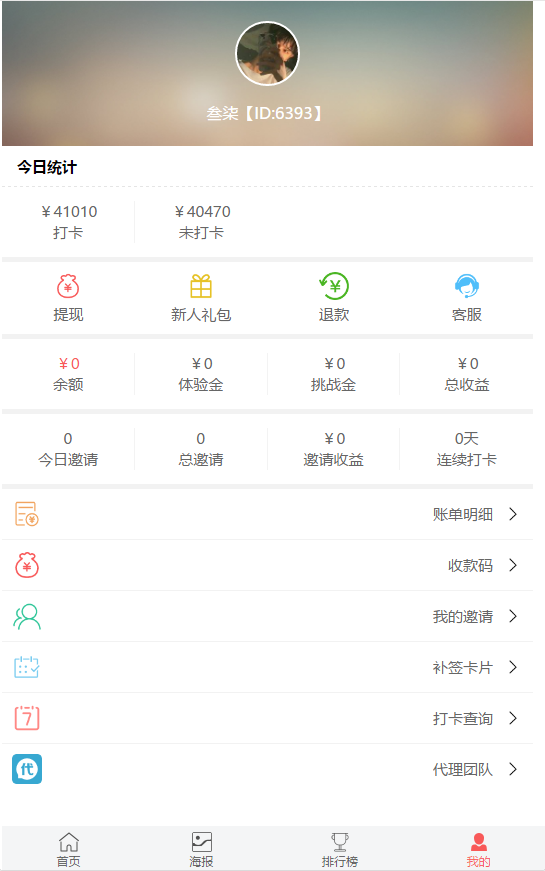 叁柒【ID:6393】
今日统计
￥41010 ￥40470
打卡 未打卡
提现 新人礼包 退款 客服
￥0 ￥0 ￥0 ￥0
余额 体验金 挑战金 总收益
0 0 ￥0 0天
今日邀请 总邀请 邀请收益 连续打卡
账单明细
收款码
我的邀请
补签卡片
7 打卡查询
代 代理团队
首页 海报 排行榜 我的